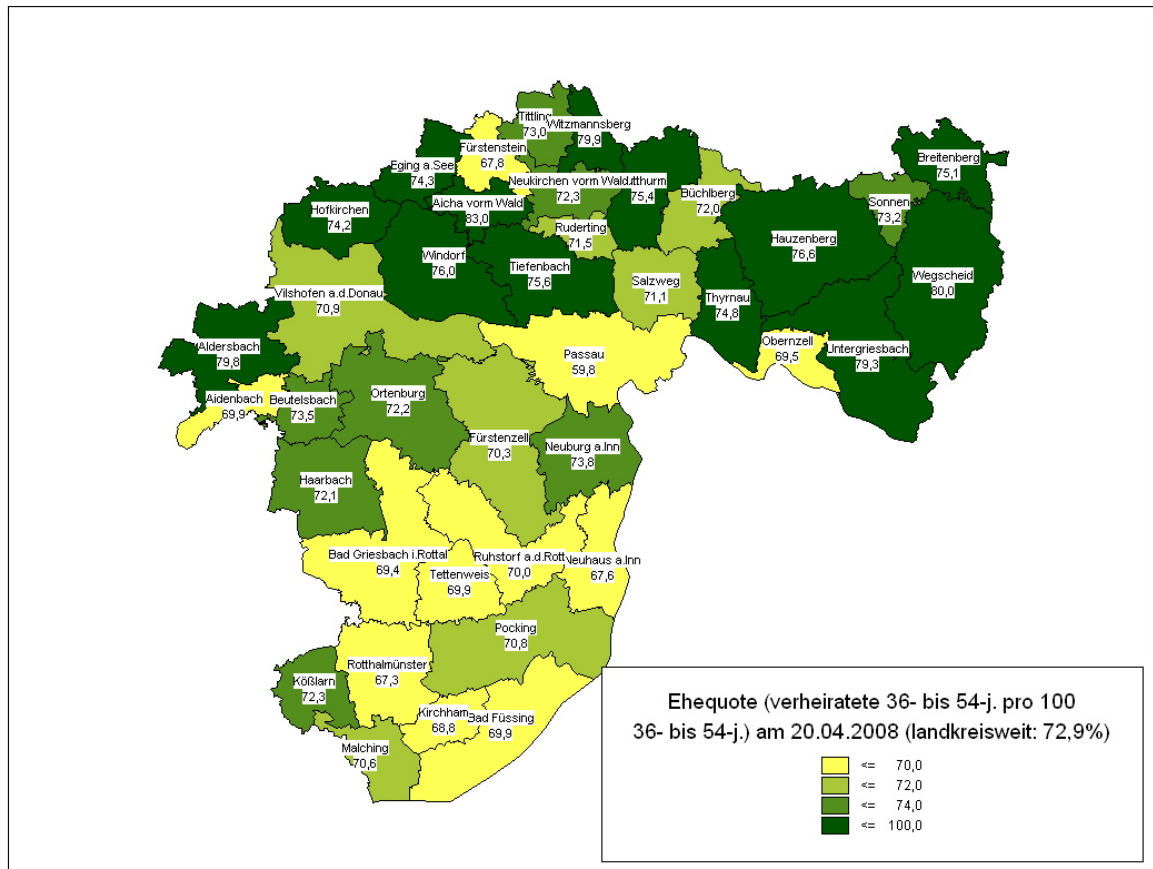 Tittling
73,0
Witzmannsberg
79,9
Fürstenstein
67,8
Eging a.See
74,3
Neukirchen vorm Wald
72,3
utthurm
75,4
Büchlberg
72,0
Breitenberg
75,1
Sonnen
73,2
Aicha vorm Wald
83,0
Hofkirchen
74,2
Ruderting
71,5
Hauzenberg
76,6
Windorf
76,0
Tiefenbach
75,6
Salzweg
71,1
Wegscheid
80,0
Vilshofen a.d.Donau
70,9
Thyrnau
74,8
Aldersbach
79,8
Passau
59,8
Obernzell
69,5
Untergriesbach
79,3
Aidenbach
69,9
Beutelsbach
73,5
Ortenburg
72,2
Fürstenzell
70,3
Neuburg a.Inn
73,8
Haarbach
72,1
Bad Griesbach i.Rottal
69,4
Ruhstorf a.d.Rott
70,0
Neuhaus a.Inn
67,6
Tettenweis
69,9
Pocking
70,8
Rotthalmünster
67,3
Kößlarn
72,3
Kirchham
68,8
Bad Füssing
69,9
Malching
70,6
Ehequote (verheiratete 36- bis 54-j. pro 100
36- bis 54-j.) am 20.04.2008 (landkreisweit: 72,9%)
<= 70,0
<= 72,0
<= 74,0
<= 100,0